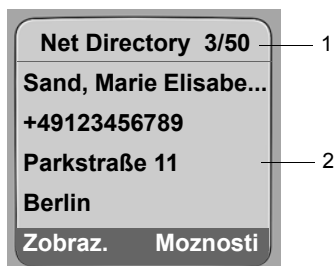 Net Directory 3/50
1
Sand, Marie Elisabe...
+49123456789
Parkstraße 11
2
Berlin
Zobraz. Moznosti